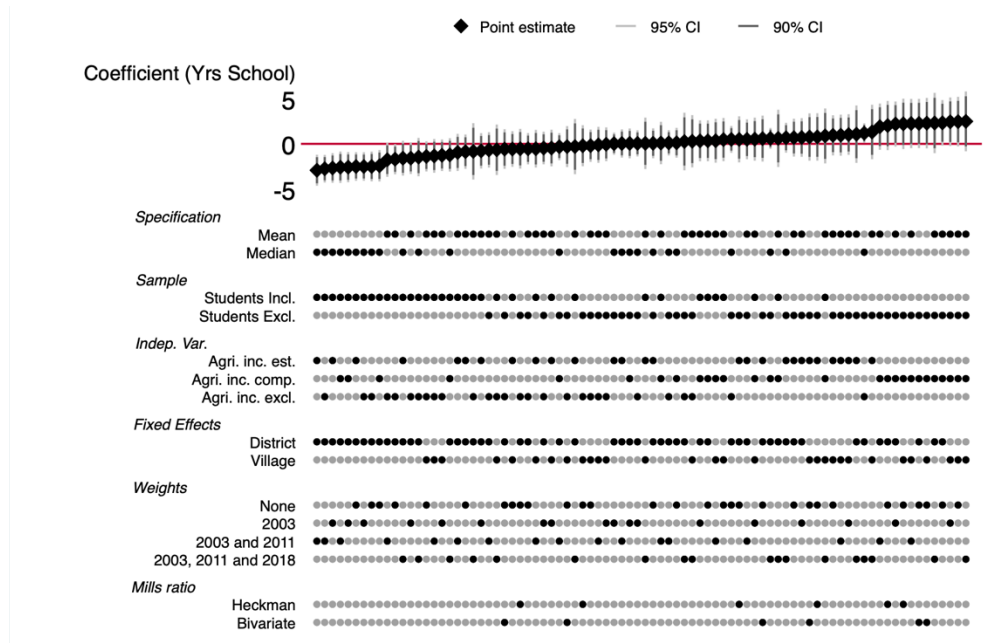 Point estimate 95% CI 90% CI
Coefficient (Yrs School)
5
0
-5
Specification
Mean
Median
Sample
Students Incl.
Students Excl.
Indep. Var.
Agri. inc. est.
Agri. inc. comp.
Agri. inc. excl.
Fixed Effects
District
Village
Weights
None
2003
2003 and 2011
2003, 2011 and 2018
Mills ratio
Heckman
Bivariate